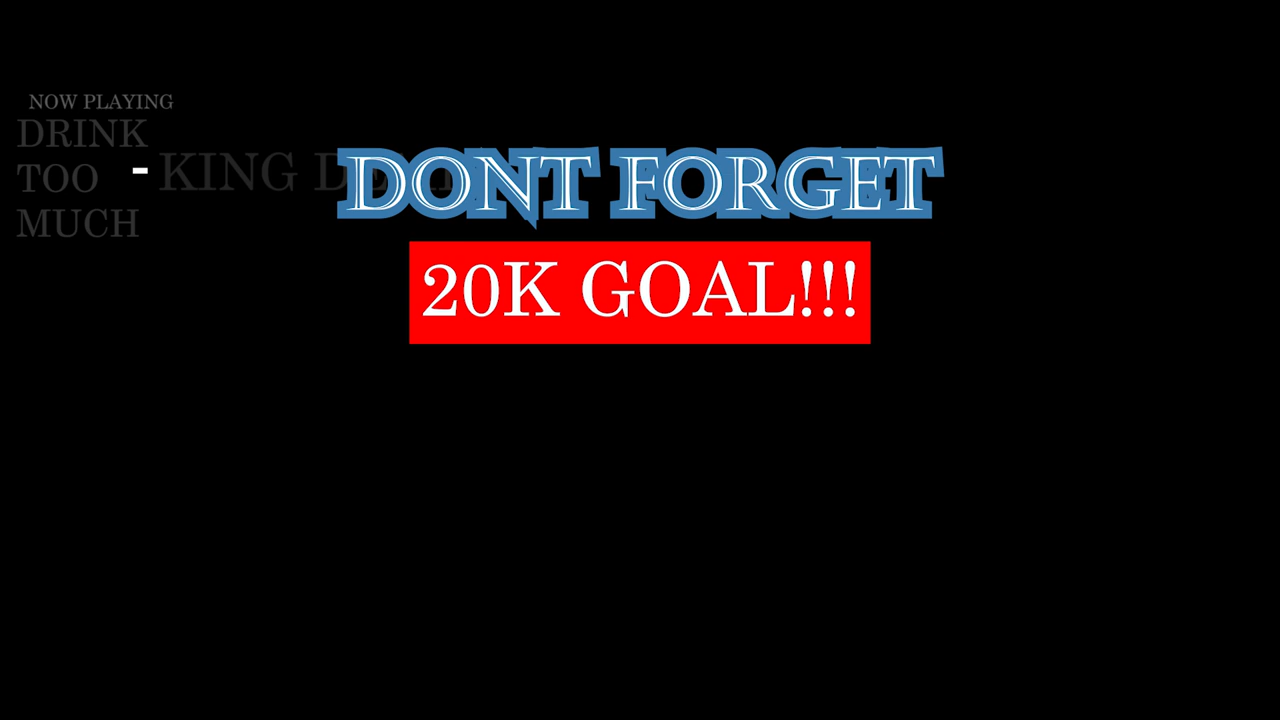 NOW PLAYING
DRINK
TOO
MUCH
- KING
DONT FORGET
20K GOAL!!!